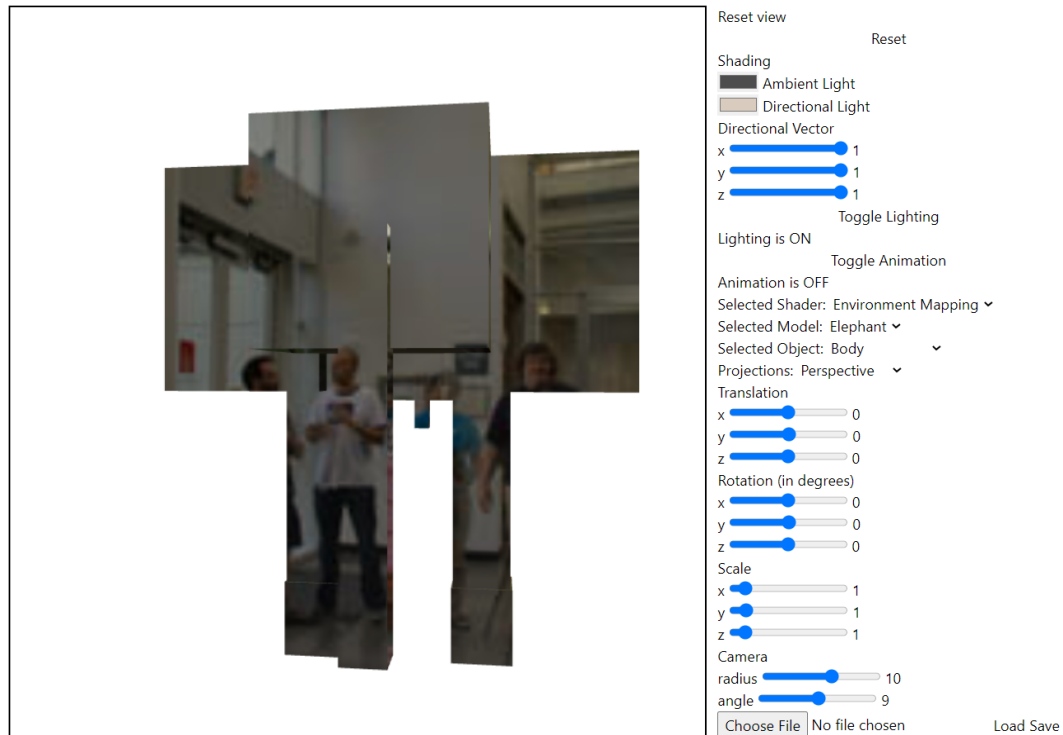 Reset view
Reset
Shading
Ambient Light
Directional Light
Directional Vector
x 1
y 1
z 1
Toggle Lighting
Lighting is ON
Toggle Animation
Animation is OFF
Selected Shader: Environment Mapping
Selected Model: Elephant
Selected Object: Body
Projections: Perspective
Translation
x 0
y 0
z 0
Rotation (in degrees)
x 0
y 0
z 0
Scale
x 1
y 1
z 1
Camera
radius 10
angle 9
Choose File No file chosen Load Save